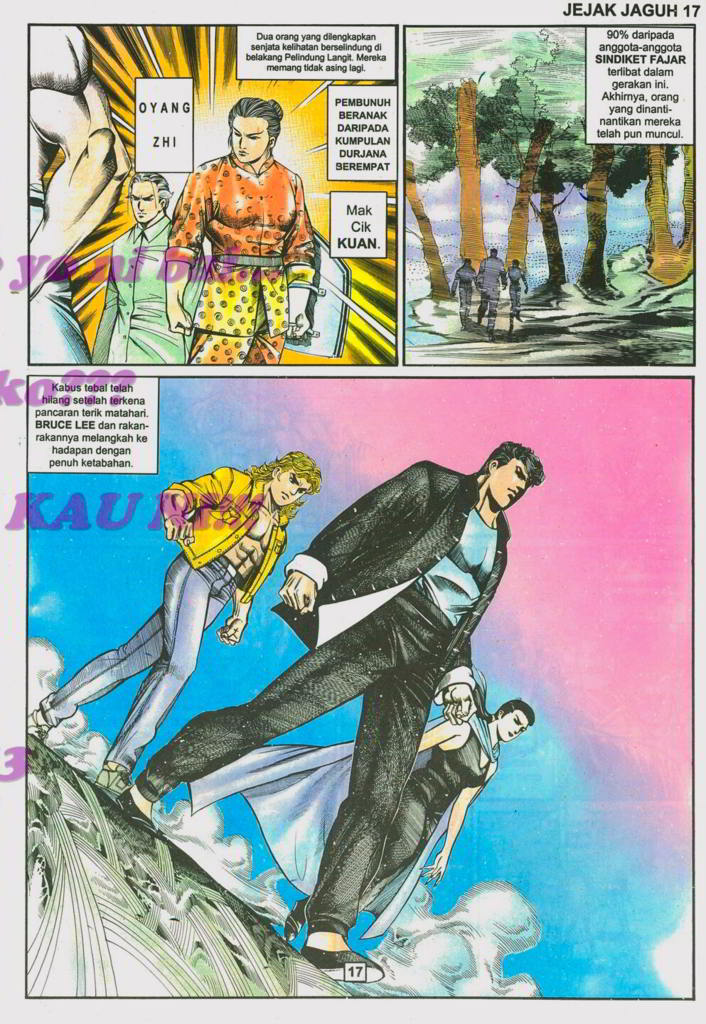 JEJAK JAGUH 17
Dua orang yang dilengkapkan
senjata kelihatan berselindung di
belakang Pelindung Langit. Mereka
memang tidak asing lagi.
OYANG
ZHI
PEMBUNUH
BERANAK
DARIPADA
KUMPULAN
DURJANA
BEREMPAT
Mak
Cik
KUAN.
90% daripada
anggota-anggota
SINDIKET FAJAR
terlibat dalam
gerakan ini.
Akhirnya, orang
yang dinanti-
nantikan mereka
telah pun muncul.
Kabus tebal telah
hilang setelah terkena
pancaran terik matahari.
BRUCE LEE dan rakan-
rakannya melangkah ke
hadapan dengan
penuh ketabahan.
KAU
3
17